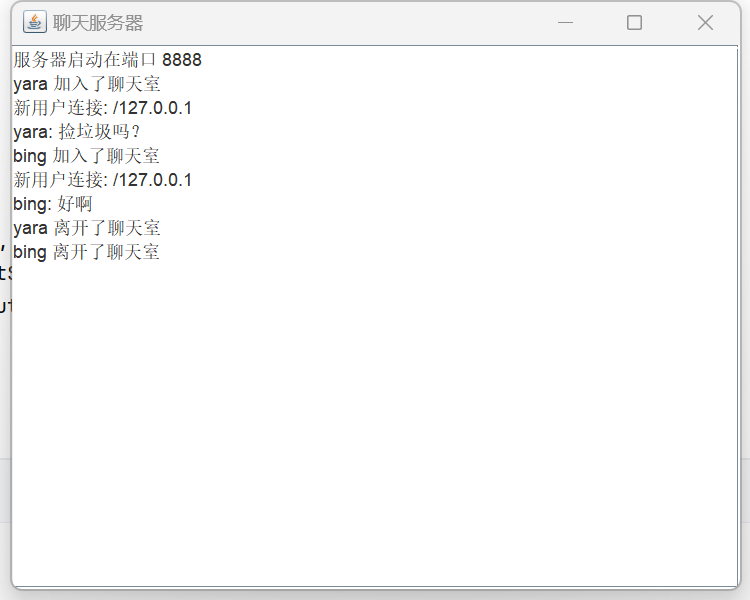 聊天服务器
服务器启动在端口 8888
yara 加入了聊天室
新用户连接: /127.0.0.1
yara: 捡垃圾吗?
bing 加入了聊天室
新用户连接: /127.0.0.1
bing: 好啊
yara 离开了聊天室
bing 离开了聊天室